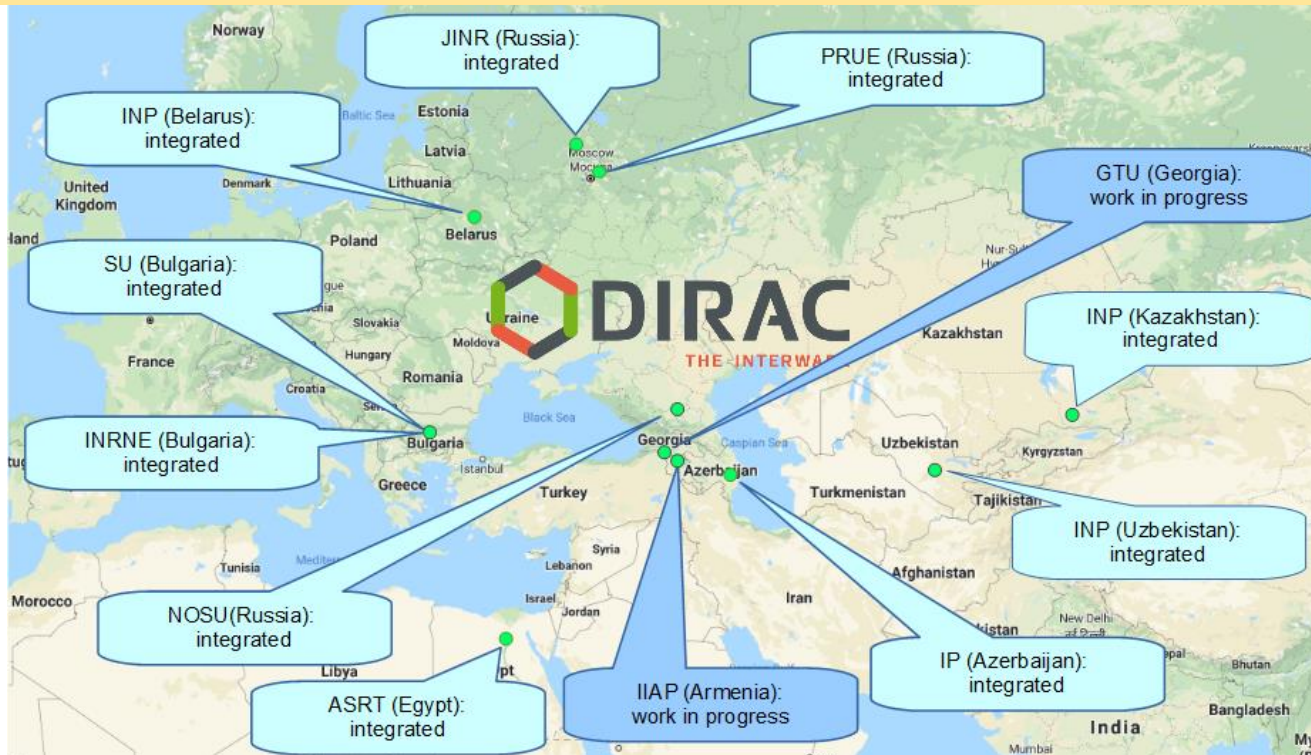 Norway
JINR (Russia):
integrated
PRUE (Russia):
integrated
INP (Belarus):
integrated
Baltic Sea
Estonia
Latvia
Lithuania
Moscow
Москва
United
Kingdom
Denmark
GTU (Georgia):
work in progress
Poland
Belarus
SU (Bulgaria):
integrated
DIRAC
THE INTERWA
Slovakia
Moldova
France
Hungary
Kazakhstan
INP (Kazakhstan):
integrated
Croatia
Romania
Black Sea
INRNE (Bulgaria):
integrated
Bulgaria
Georgia
Caspian Sea
Uzbekistan
Kyrgyzstan
Istanbul
Azerbaijan
Greece
Turkey
Turkmenistan
Tajikistan
INP (Uzbekistan):
integrated
Tunisia
Syria
Lebanon
Afghanistan
Morocco
Israel
Jordan
Iran
NOSU(Russia):
integrated
New Delhi
Libya
IP (Azerbaijan):
integrated
Bhutan
ASRT (Egypt):
integrated
IIAP (Armenia):
work in progress
Bangladesh
India
Mumbai